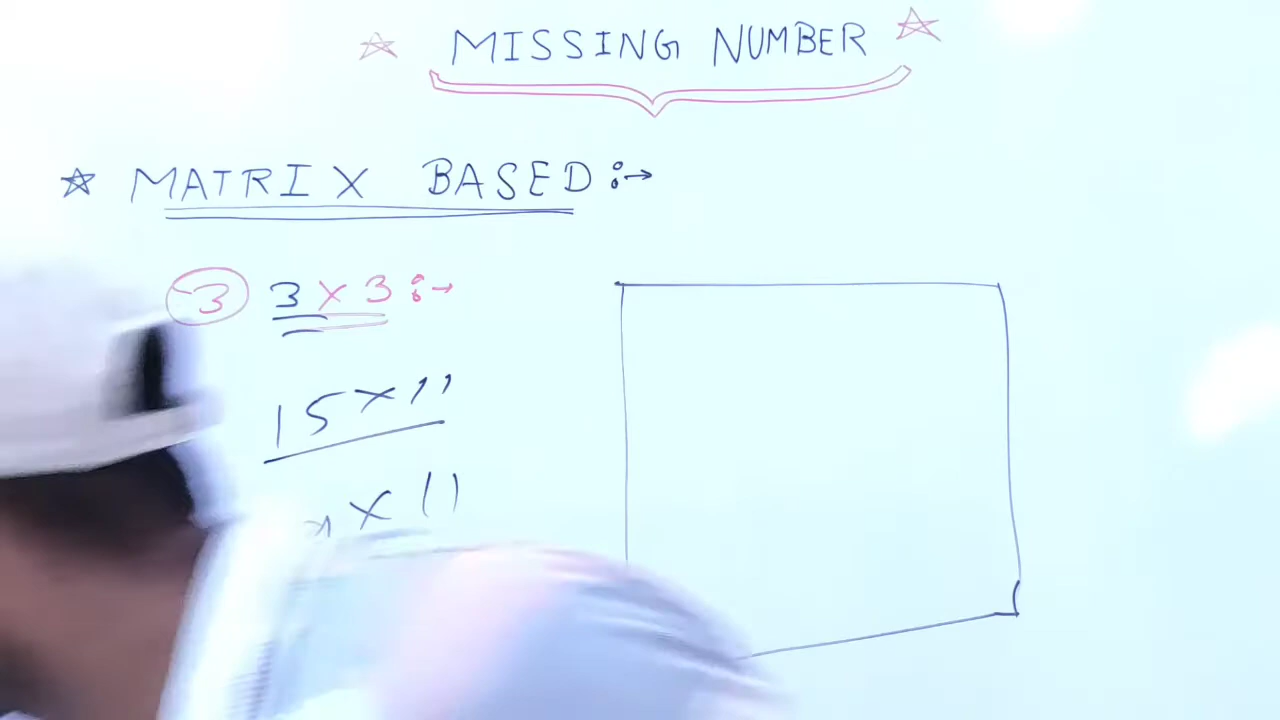 ☆ MISSING NUMBER ☆
☆ MATRIX BASED :→
③ 3 × 3 :→
15 × 11
× 11